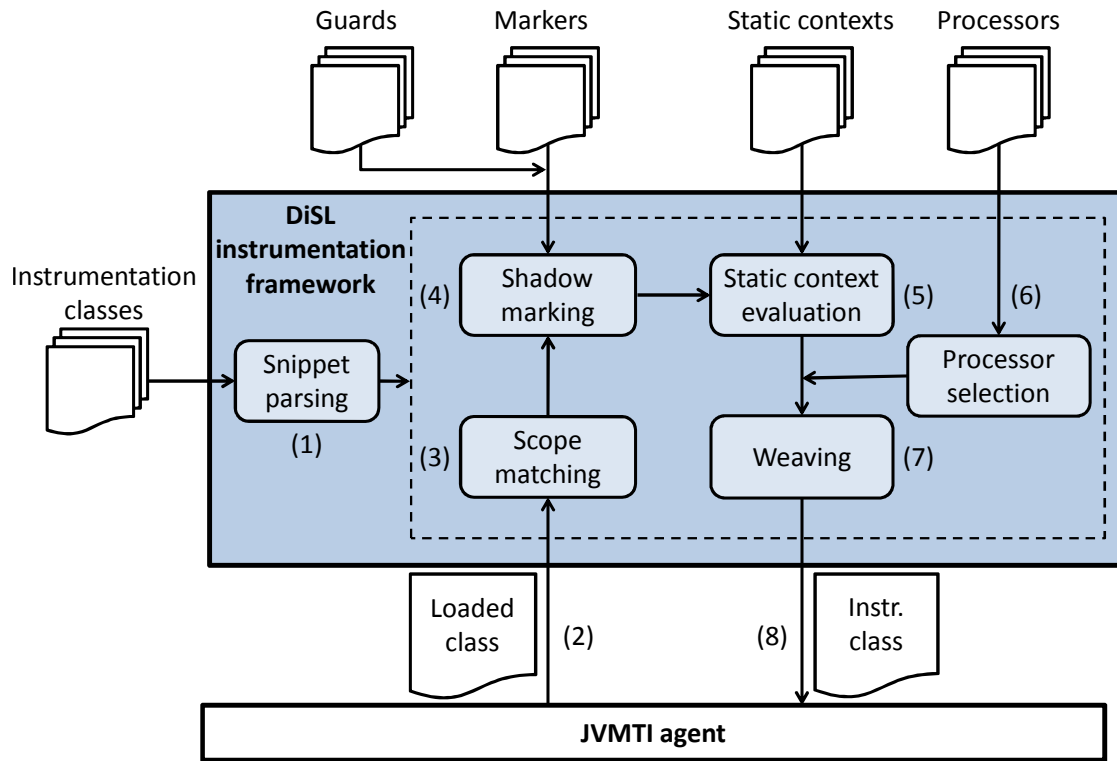 Guards
Markers
Static contexts
Processors
DiSL
instrumentation
framework
Instrumentation
classes
(4)
Shadow
marking
Static context
evaluation
(5)
(6)
Snippet
parsing
(1)
Processor
selection
(3)
Scope
matching
Weaving
(7)
Loaded
class
(2)
(8)
Instr.
class
JVMTI agent